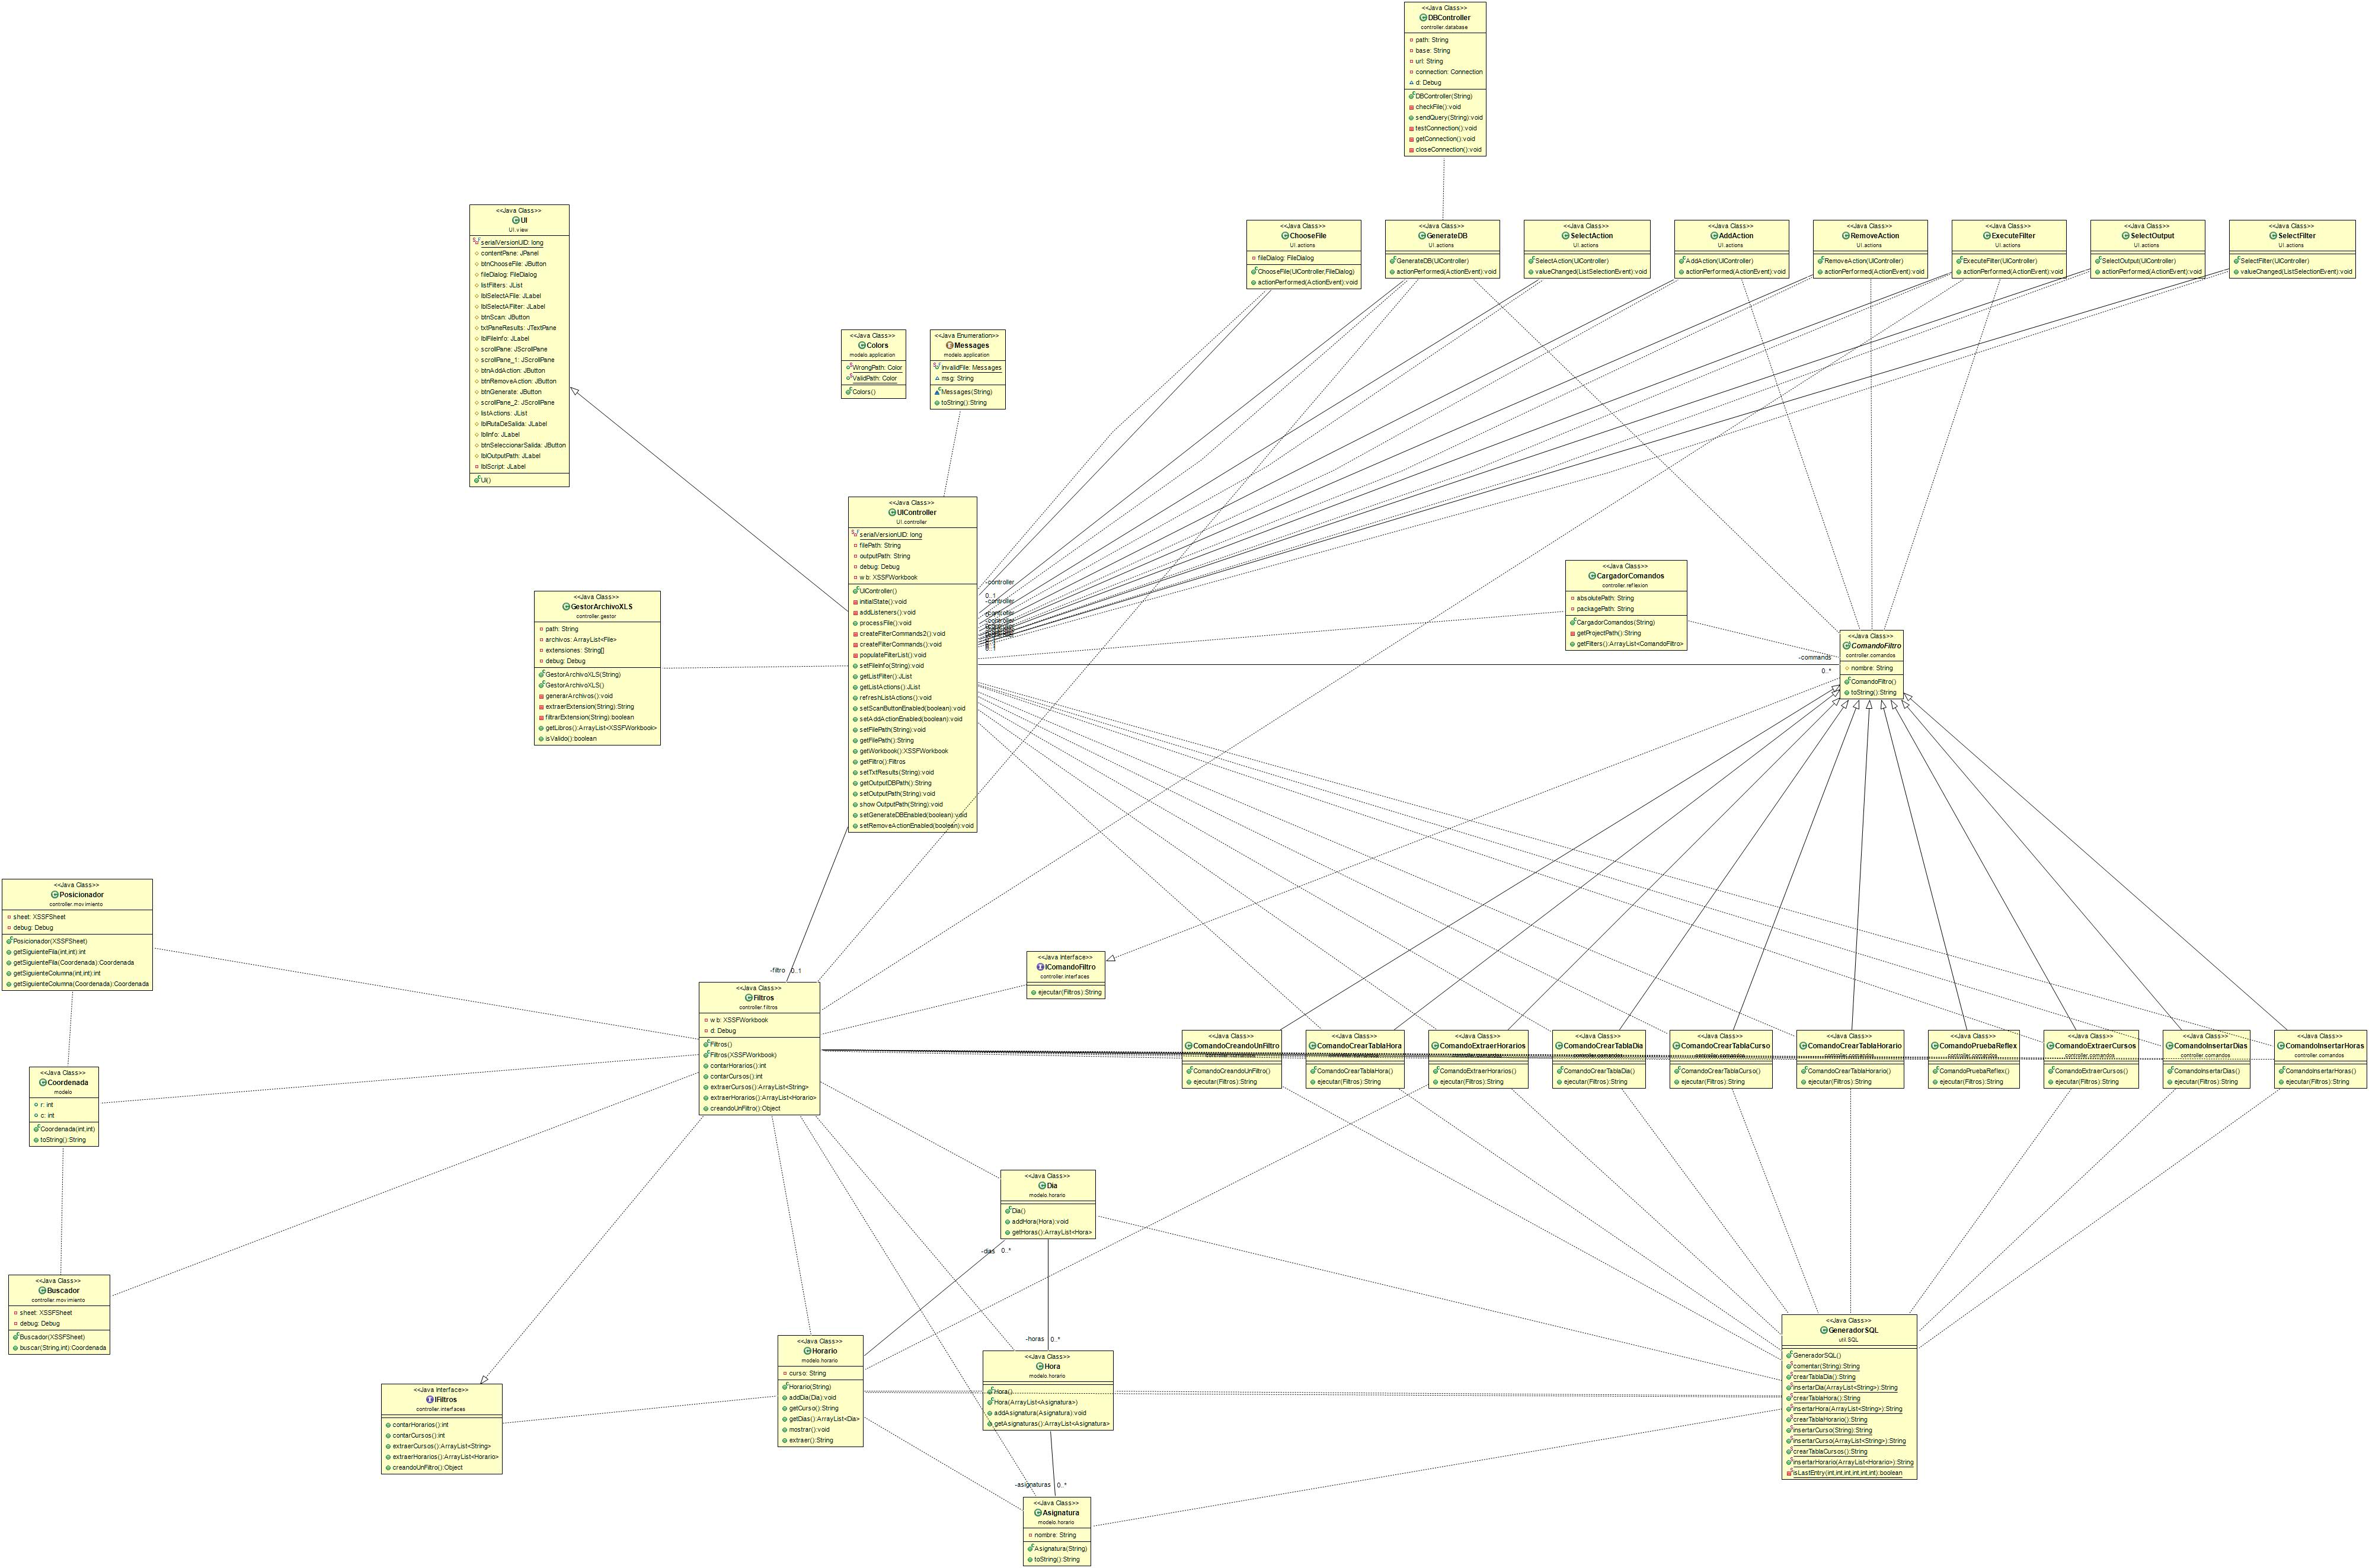 <<Java Class>>
DBController
controller.database
path: String
base: String
url: String
connection: Connection
d: Debug
DBController(String)
checkFile():void
sendQuery(String):void
testConnection():void
getConnection():void
closeConnection():void
<<Java Class>>
UI
UI.view
serialVersionUID: long
contentPane: JPanel
btnChooseFile: JButton
fileDialog: FileDialog
listFilters: JList
lblSelectAFile: JLabel
lblSelectAFilter: JLabel
btnScan: JButton
txtPaneResults: JTextPane
lblFileInfo: JLabel
scrollPane: JScrollPane
scrollPane_1: JScrollPane
btnAddAction: JButton
btnRemoveAction: JButton
btnGenerate: JButton
scrollPane_2: JScrollPane
listActions: JList
lblRutaDeSalida: JLabel
lblInfo: JLabel
btnSeleccionarSalida: JButton
lblOutputPath: JLabel
lblScript: JLabel
UI()
<<Java Class>>
ChooseFile
UI.actions
fileDialog: FileDialog
ChooseFile(UIController,FileDialog)
actionPerformed(ActionEvent):void
<<Java Class>>
GenerateDB
UI.actions
GenerateDB(UIController)
actionPerformed(ActionEvent):void
<<Java Class>>
SelectAction
UI.actions
SelectAction(UIController)
valueChanged(ListSelectionEvent):void
<<Java Class>>
AddAction
UI.actions
AddAction(UIController)
actionPerformed(ActionEvent):void
<<Java Class>>
RemoveAction
UI.actions
RemoveAction(UIController)
actionPerformed(ActionEvent):void
<<Java Class>>
ExecuteFilter
UI.actions
ExecuteFilter(UIController)
actionPerformed(ActionEvent):void
<<Java Class>>
SelectOutput
UI.actions
SelectOutput(UIController)
actionPerformed(ActionEvent):void
<<Java Class>>
SelectFilter
UI.actions
SelectFilter(UIController)
valueChanged(ListSelectionEvent):void
<<Java Class>>
Colors
modelo.application
WrongPath: Color
ValidPath: Color
Colors()
<<Java Enumeration>>
Messages
modelo.application
InvalidFile: Messages
msg: String
Messages(String)
toString():String
<<Java Class>>
UIController
UI.controller
serialVersionUID: long
filePath: String
outputPath: String
debug: Debug
wb: XSSFWorkbook
UIController()
initialState():void
addListeners():void
processFile():void
createFilterCommands2():void
createFilterCommands():void
populateFilterList():void
setFileInfo(String):void
getListFilter():JList
getListActions():JList
refreshListActions():void
setScanButtonEnabled(boolean):void
setAddActionEnabled(boolean):void
setFilePath(String):void
getFilePath():String
getWorkbook():XSSFWorkbook
getFiltro():Filtros
setTxtResults(String):void
getOutputDBPath():String
setOutputPath(String):void
showOutputPath(String):void
setGenerateDBEnabled(boolean):void
setRemoveActionEnabled(boolean):void
-controller
0..1
-controller
-controller
-controller
0..1
<<Java Class>>
GestorArchivoXLS
controller.gestor
path: String
archivos: ArrayList<File>
extensiones: String[]
debug: Debug
GestorArchivoXLS(String)
GestorArchivoXLS()
generarArchivos():void
extraerExtension(String):String
filtrarExtension(String):boolean
getLibros():ArrayList<XSSFWorkbook>
isValido():boolean
<<Java Class>>
CargadorComandos
controller.reflexion
absolutePath: String
packagePath: String
CargadorComandos(String)
getProjectPath():String
getFilters():ArrayList<ComandoFiltro>
<<Java Class>>
ComandoFiltro
controller.comandos
nombre: String
ComandoFiltro()
toString():String
-commands
0..*
<<Java Class>>
Posicionador
controller.movimiento
sheet: XSSFSheet
debug: Debug
Posicionador(XSSFSheet)
getSiguienteFila(int,int):int
getSiguienteFila(Coordenada):Coordenada
getSiguienteColumna(int,int):int
getSiguienteColumna(Coordenada):Coordenada
-filtro 0..1
<<Java Class>>
Filtros
controller.filtros
wb: XSSFWorkbook
d: Debug
Filtros()
Filtros(XSSFWorkbook)
contarHorarios():int
contarCursos():int
extraerCursos():ArrayList<String>
extraerHorarios():ArrayList<Horario>
creandoUnFiltro():Object
<<Java Interface>>
IComandoFiltro
controller.interfaces
ejecutar(Filtros):String
<<Java Class>>
ComandoCreandoUnFiltro
controller.comandos
ComandoCreandoUnFiltro()
ejecutar(Filtros):String
<<Java Class>>
ComandoCrearTablaHora
controller.comandos
ComandoCrearTablaHora()
ejecutar(Filtros):String
<<Java Class>>
ComandoExtraerHorarios
controller.comandos
ComandoExtraerHorarios()
ejecutar(Filtros):String
<<Java Class>>
ComandoCrearTablaDia
controller.comandos
ComandoCrearTablaDia()
ejecutar(Filtros):String
<<Java Class>>
ComandoCrearTablaCurso
controller.comandos
ComandoCrearTablaCurso()
ejecutar(Filtros):String
<<Java Class>>
ComandoCrearTablaHorario
controller.comandos
ComandoCrearTablaHorario()
ejecutar(Filtros):String
<<Java Class>>
ComandoPruebaReflex
controller.comandos
ComandoPruebaReflex()
ejecutar(Filtros):String
<<Java Class>>
ComandoExtraerCursos
controller.comandos
ComandoExtraerCursos()
ejecutar(Filtros):String
<<Java Class>>
ComandoInsertarDias
controller.comandos
ComandoInsertarDias()
ejecutar(Filtros):String
<<Java Class>>
ComandoInsertarHoras
controller.comandos
ComandoInsertarHoras()
ejecutar(Filtros):String
<<Java Class>>
Coordenada
modelo
r: int
c: int
Coordenada(int,int)
toString():String
<<Java Class>>
Dia
modelo.horario
Dia()
addHora(Hora):void
getHoras():ArrayList<Hora>
-dias 0..*
<<Java Class>>
Buscador
controller.movimiento
sheet: XSSFSheet
debug: Debug
Buscador(XSSFSheet)
buscar(String,int):Coordenada
<<Java Class>>
Horario
modelo.horario
curso: String
Horario(String)
addDia(Dia):void
getCurso():String
getDias():ArrayList<Dia>
mostrar():void
extraer():String
-horas 0..*
<<Java Class>>
Hora
modelo.horario
Hora()
Hora(ArrayList<Asignatura>)
addAsignatura(Asignatura):void
getAsignaturas():ArrayList<Asignatura>
<<Java Class>>
GeneradorSQL
util.SQL
GeneradorSQL()
comentar(String):String
crearTablaDia():String
insertarDia(ArrayList<String>):String
crearTablaHora():String
insertarHora(ArrayList<String>):String
crearTablaHorario():String
insertarCurso(String):String
insertarCurso(ArrayList<String>):String
crearTablaCursos():String
insertarHorario(ArrayList<Horario>):String
isLastEntry(int,int,int,int,int,int):boolean
<<Java Interface>>
IFiltros
controller.interfaces
contarHorarios():int
contarCursos():int
extraerCursos():ArrayList<String>
extraerHorarios():ArrayList<Horario>
creandoUnFiltro():Object
-asignaturas 0..*
<<Java Class>>
Asignatura
modelo.horario
nombre: String
Asignatura(String)
toString():String